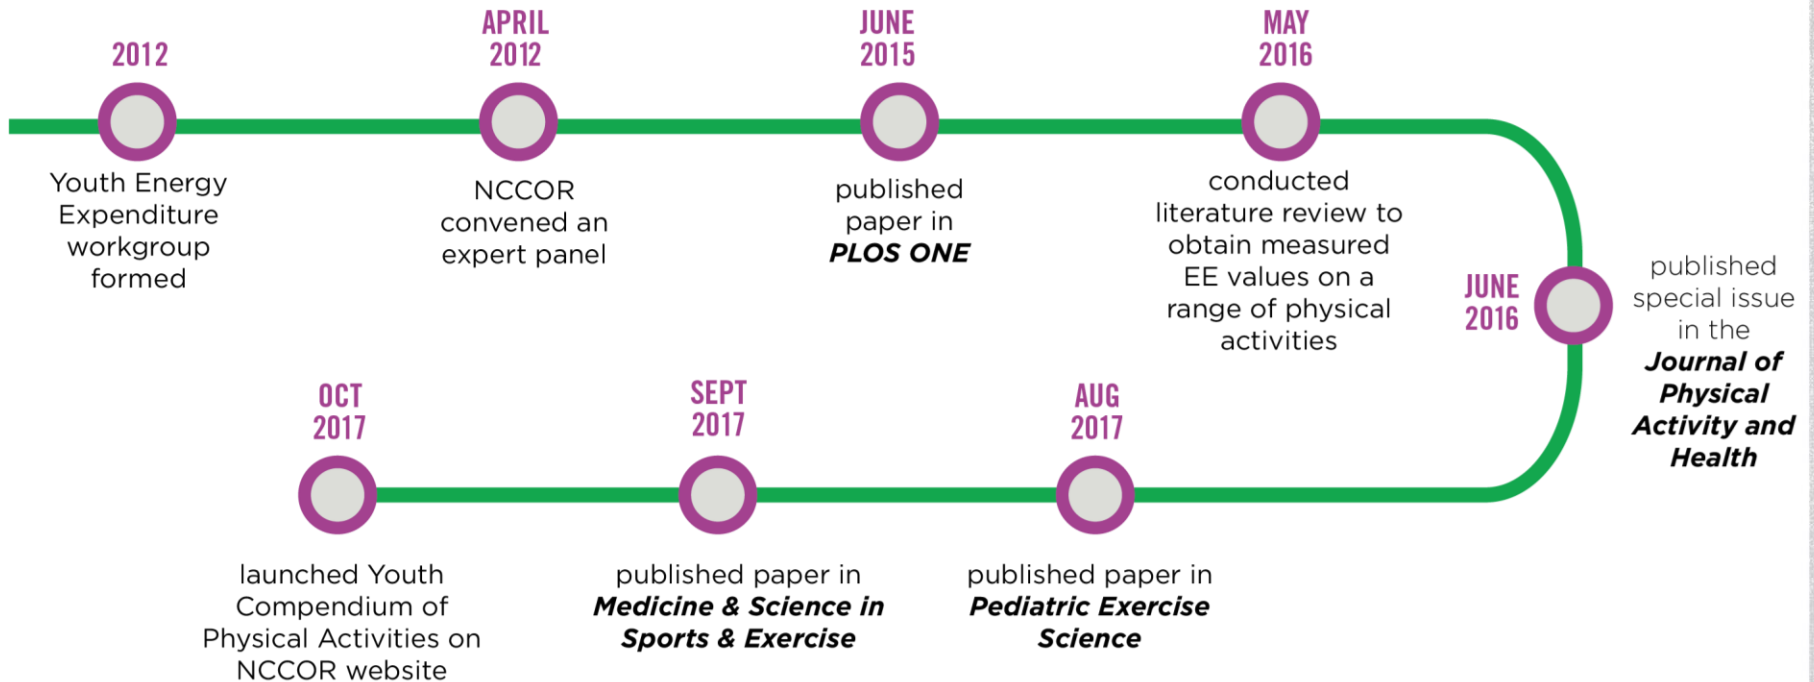 2012
Youth Energy
Expenditure
workgroup
formed
APRIL
2012
NCCOR
convened an
expert panel
JUNE
2015
published
paper in
PLOS ONE
MAY
2016
conducted
literature review to
obtain measured
EE values on a
range of physical
activities
JUNE
2016
published
special issue
in the
Journal of
Physical
Activity and
Health
AUG
2017
published paper in
Pediatric Exercise
Science
SEPT
2017
published paper in
Medicine & Science in
Sports & Exercise
OCT
2017
launched Youth
Compendium of
Physical Activities on
NCCOR website